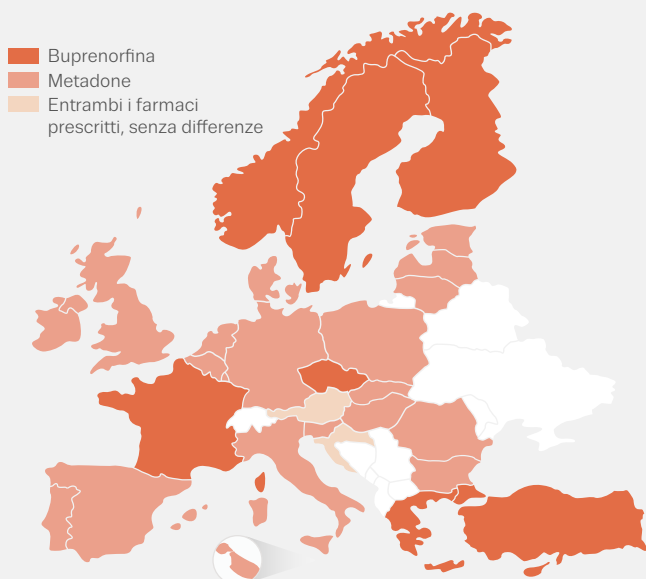 Buprenorfina
Metadone
Entrambi i farmaci
prescritti, senza differenze